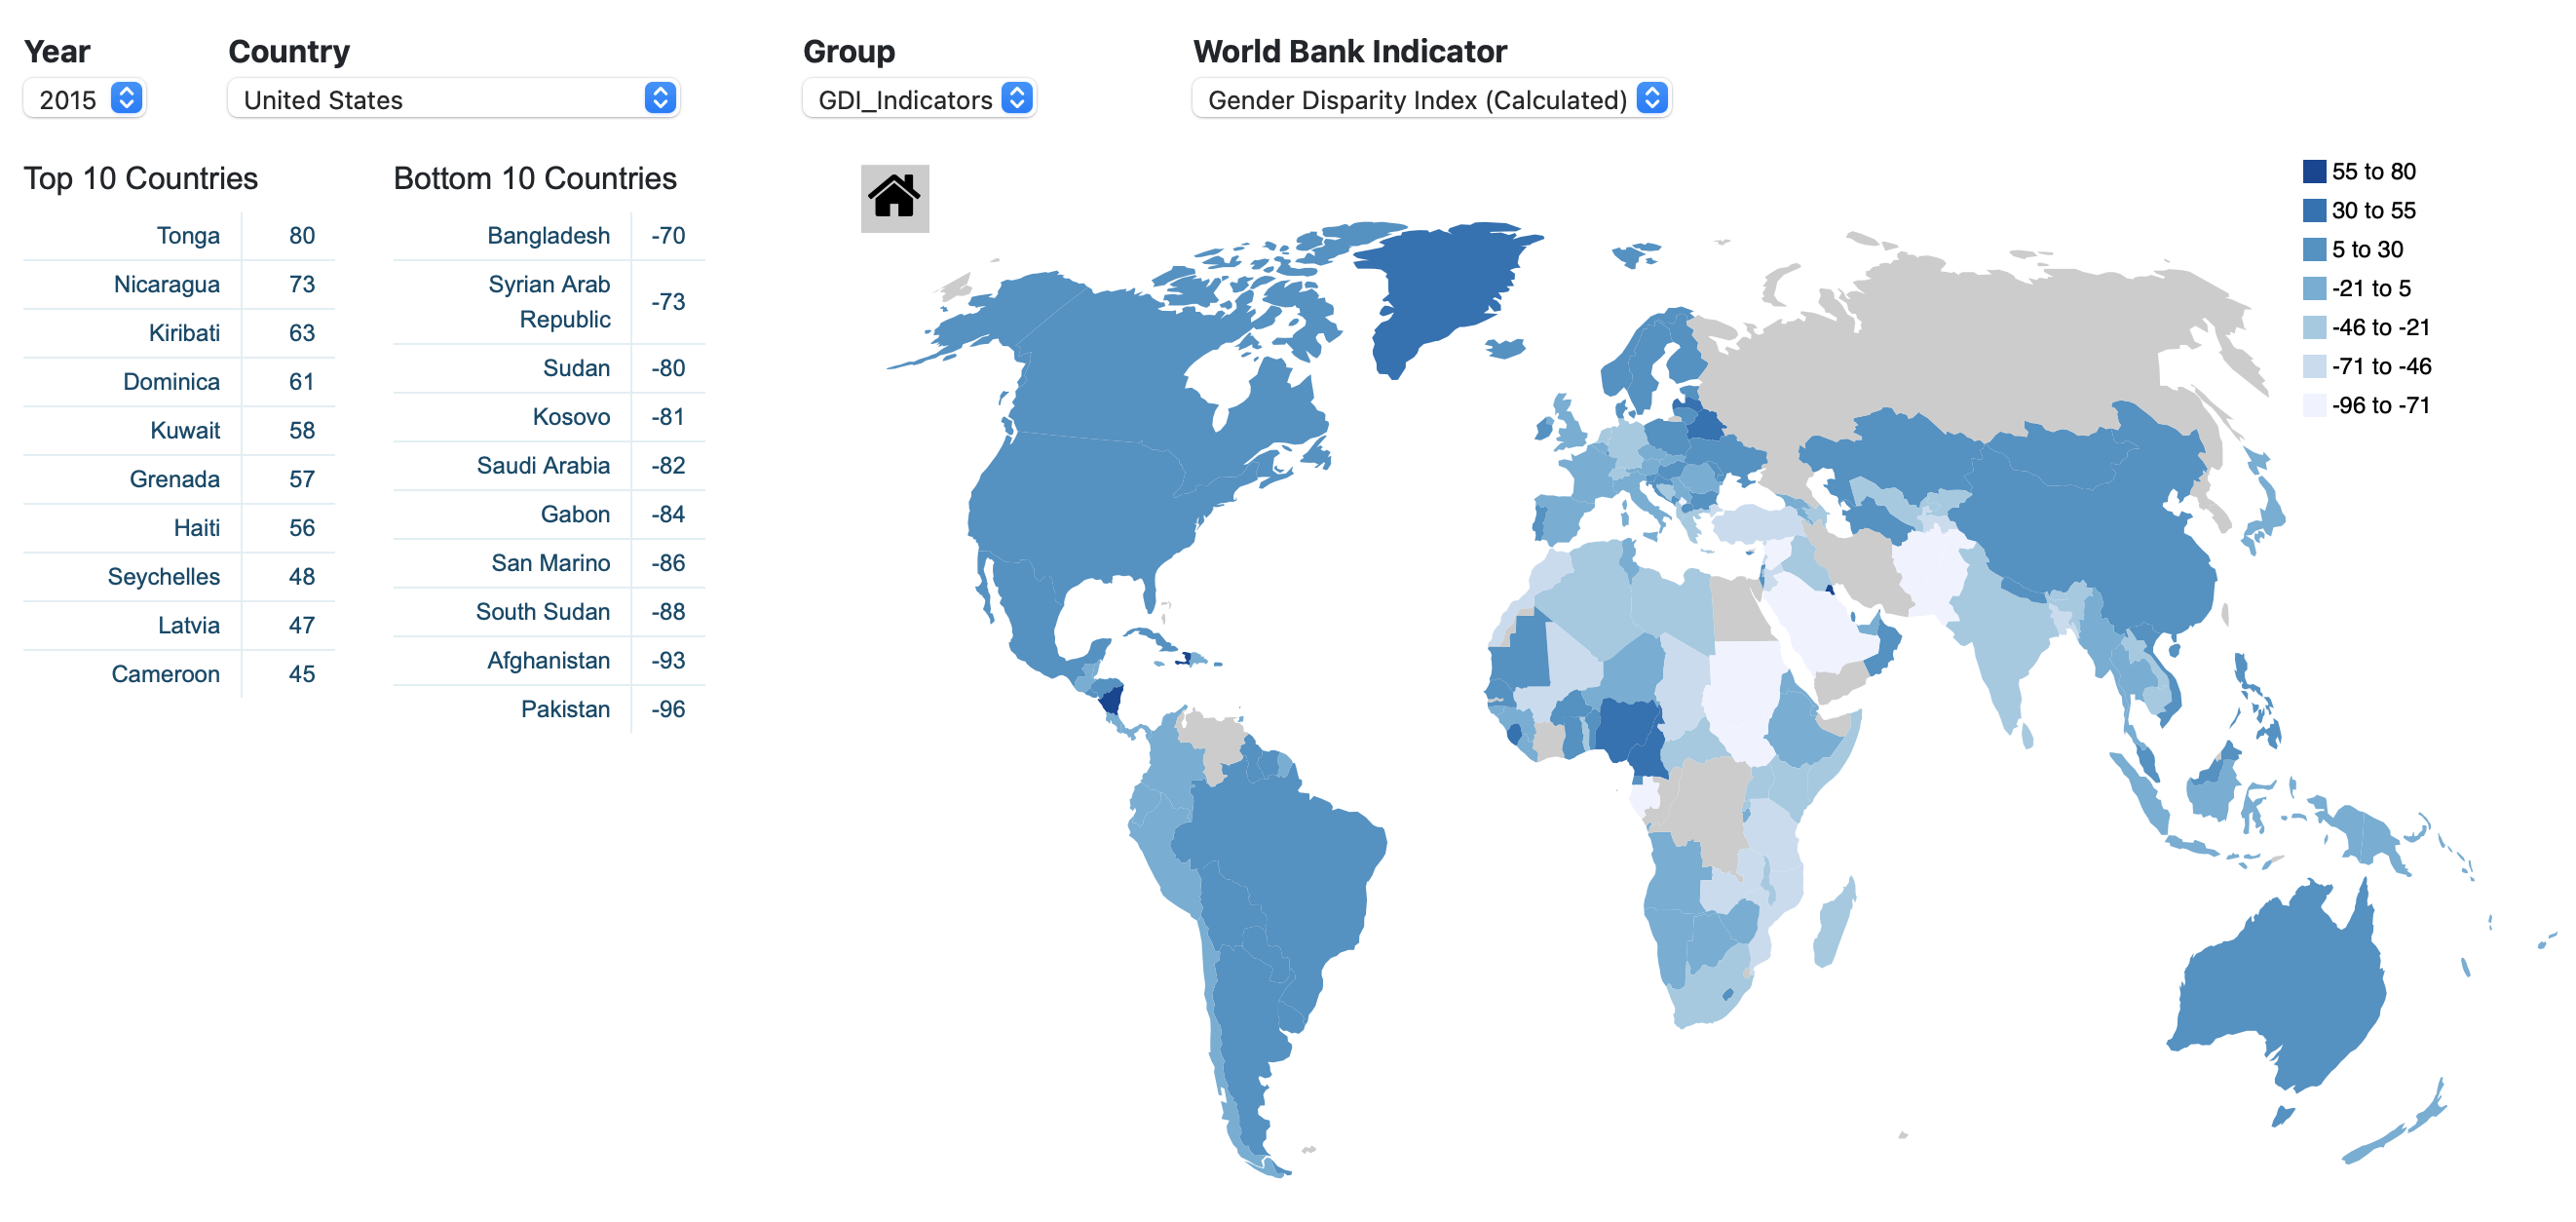 Year
Country
Group
World Bank Indicator
2015
United States
GDI_Indicators
Gender Disparity Index (Calculated)
Top 10 Countries
Tonga 80
Nicaragua 73
Kiribati 63
Dominica 61
Kuwait 58
Grenada 57
Haiti 56
Seychelles 48
Latvia 47
Cameroon 45
Bottom 10 Countries
Bangladesh -70
Syrian Arab
Republic -73
Sudan -80
Kosovo -81
Saudi Arabia -82
Gabon -84
San Marino -86
South Sudan -88
Afghanistan -93
Pakistan -96
55 to 80
30 to 55
5 to 30
-21 to 5
-46 to -21
-71 to -46
-96 to -71